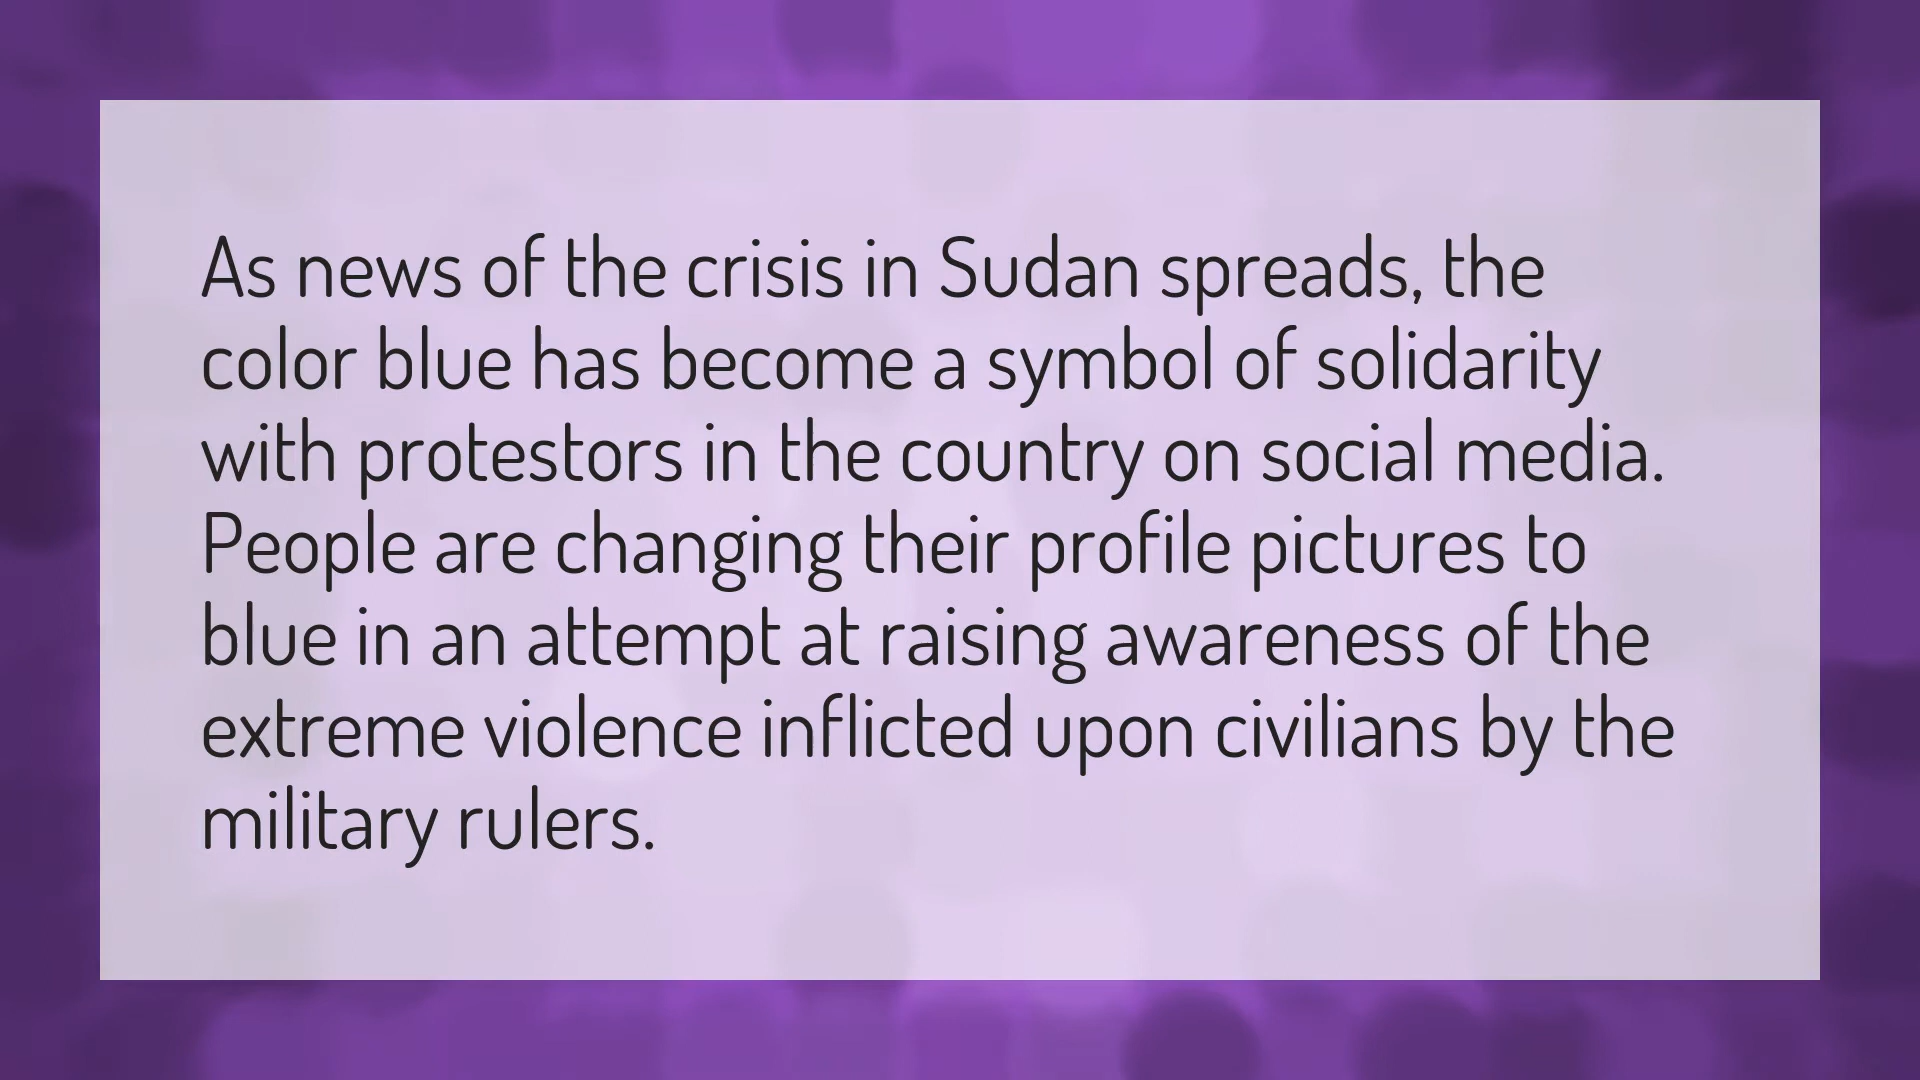 As news of the crisis in Sudan spreads, the
color blue has become a symbol of solidarity
with protestors in the country on social media.
People are changing their profile pictures to
blue in an attempt at raising awareness of the
extreme violence inflicted upon civilians by the
military rulers.